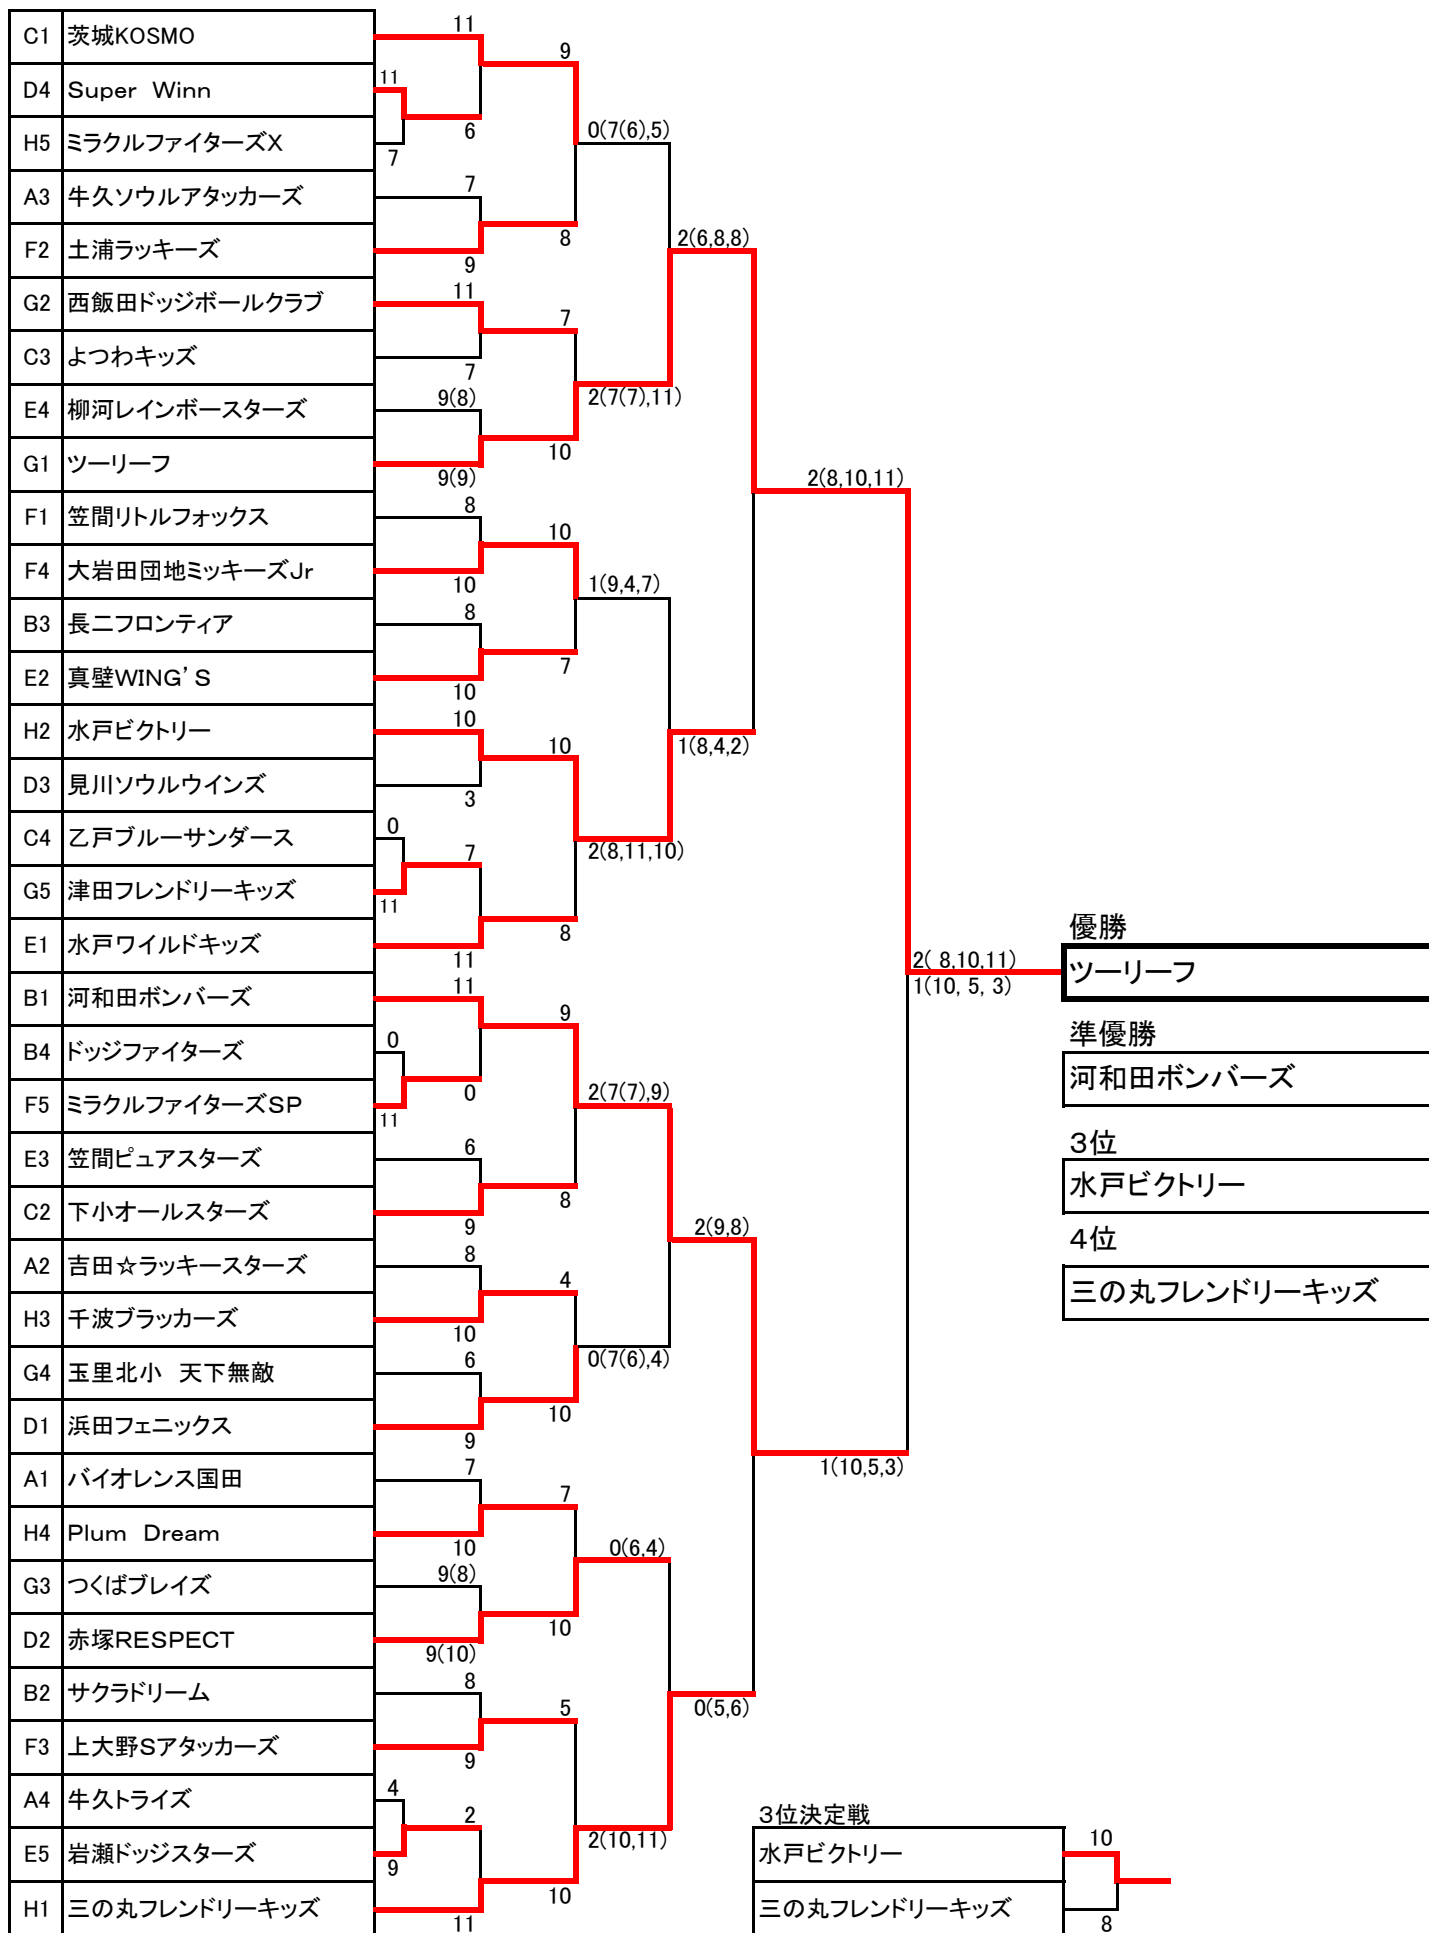 C1 茨城KOSMO
D4 Super Winn
H5 ミラクルファイターズX
A3 牛久ソウルアタッカーズ
F2 土浦ラッキーズ
G2 西飯田ドッジボールクラブ
C3 よつわキッズ
E4 柳河レインボースターズ
G1 ツーリーフ
F1 笠間リトルフォックス
F4 大岩田団地ミッキーズJr
B3 長二フロンティア
E2 真壁WING'S
H2 水戸ビクトリー
D3 見川ソウルウインズ
C4 乙戸ブルーサンダース
G5 津田フレンドリーキッズ
E1 水戸ワイルドキッズ
B1 河和田ボンバーズ
B4 ドッジファイターズ
F5 ミラクルファイターズSP
E3 笠間ピュアスターズ
C2 下小オールスターズ
A2 吉田☆ラッキースターズ
H3 千波ブラッカーズ
G4 玉里北小 天下無敵
D1 浜田フェニックス
A1 バイオレンス国田
H4 Plum Dream
G3 つくばブレイズ
D2 赤塚RESPECT
B2 サクラドリーム
F3 上大野Sアタッカーズ
A4 牛久トライズ
E5 岩瀬ドッジスターズ
H1 三の丸フレンドリーキッズ
11
7
0
11
0
11
4
9
11
6
7
9
11
7
9(8)
9(9)
8
10
8
10
10
3
7
11
11
0
6
9
8
10
6
9
7
10
9(8)
9(10)
8
9
2
11
9
8
7
10
10
7
10
8
9
8
4
10
7
10
5
10
0(7(6),5)
2(7(7),11)
1(9,4,7)
2(8,11,10)
2(7(7),9)
0(7(6),4)
0(6,4)
2(10,11)
2(6,8,8)
1(8,4,2)
2(9,8)
0(5,6)
2(8,10,11)
1(10,5,3)
2( 8,10,11)
1(10, 5, 3)
優勝
ツーリーフ
準優勝
河和田ボンバーズ
3位
水戸ビクトリー
4位
三の丸フレンドリーキッズ
3位決定戦
水戸ビクトリー
10
三の丸フレンドリーキッズ
8